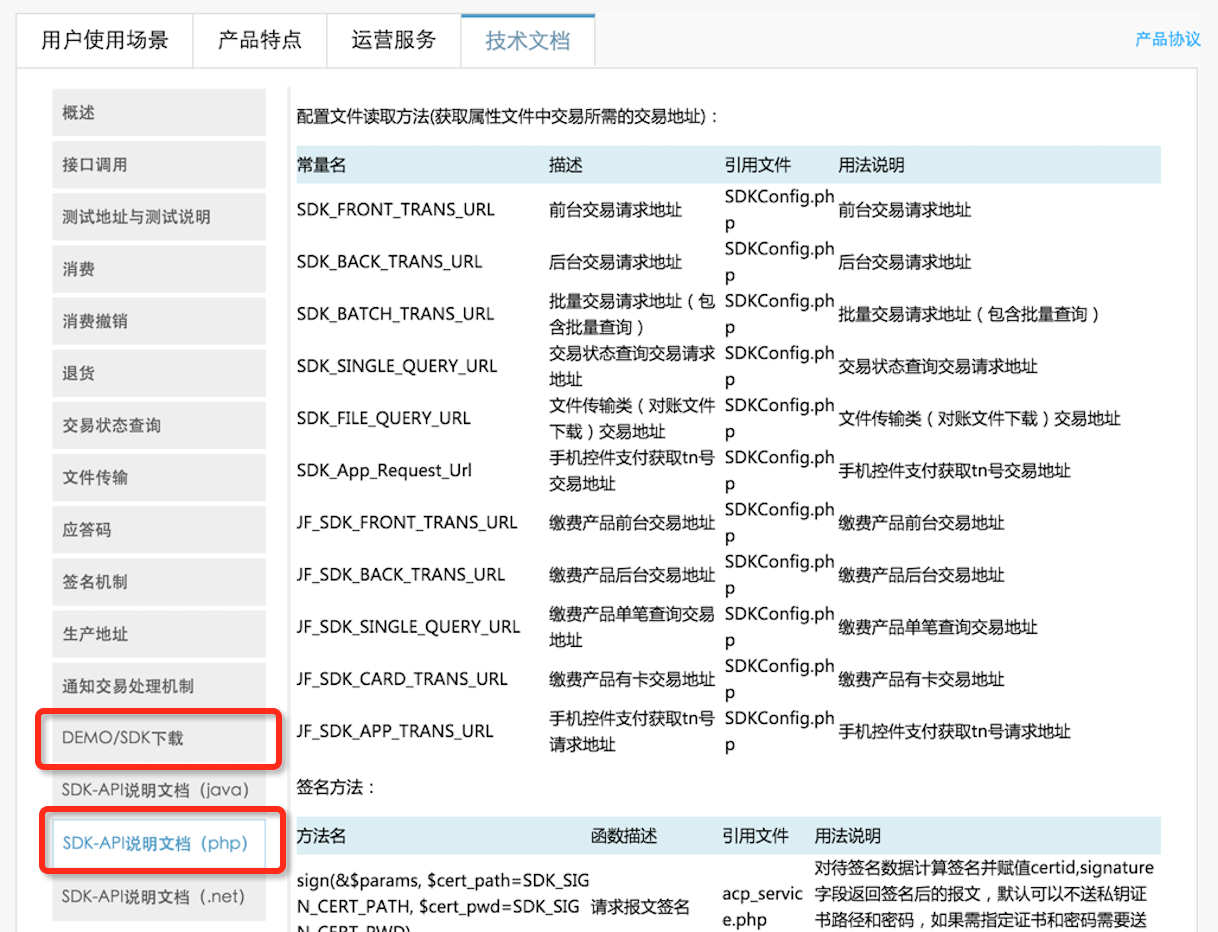 用户使用场景 产品特点 运营服务 技术文档 产品协议
概述
接口调用
测试地址与测试说明
消费
消费撤销
退货
交易状态查询
文件传输
应答码
签名机制
生产地址
通知交易处理机制
DEMO/SDK下载
SDK-API说明文档（java）
SDK-API说明文档（php）
SDK-API说明文档（.net）
配置文件读取方法(获取属性文件中交易所需的交易地址)：
常量名 描述 引用文件 用法说明
SDK_FRONT_TRANS_URL 前台交易请求地址 SDKConfig.ph 前台交易请求地址
p
SDK_BACK_TRANS_URL 后台交易请求地址 SDKConfig.ph 后台交易请求地址
p
SDK_BATCH_TRANS_URL 批量交易请求地址（包 SDKConfig.ph 批量交易请求地址（包含批量查询）
含批量查询） p
SDK_SINGLE_QUERY_URL 交易状态查询交易请求 SDKConfig.ph 交易状态查询交易请求地址
地址 p
SDK_FILE_QUERY_URL 文件传输类（对账文件 SDKConfig.ph 文件传输类（对账文件下载）交易地址
下载）交易地址 p
SDK_App_Request_Url 手机控件支付获取tn号 SDKConfig.ph 手机控件支付获取tn号交易地址
交易地址 p
JF_SDK_FRONT_TRANS_URL 缴费产品前台交易地址 SDKConfig.ph 缴费产品前台交易地址
p
JF_SDK_BACK_TRANS_URL 缴费产品后台交易地址 SDKConfig.ph 缴费产品后台交易地址
p
JF_SDK_SINGLE_QUERY_URL 缴费产品单笔查询交易 SDKConfig.ph 缴费产品单笔查询交易地址
地址 p
JF_SDK_CARD_TRANS_URL 缴费产品有卡交易地址 SDKConfig.ph 缴费产品有卡交易地址
p
JF_SDK_APP_TRANS_URL 手机控件支付获取tn号 SDKConfig.ph 手机控件支付获取tn号请求地址
请求地址 p
签名方法：
方法名 函数描述 引用文件 用法说明
对待签名数据计算签名并赋值certid,signature
sign(&$params, $cert_path=SDK_SIG acp_servic 字段返回签名后的报文，默认可以不送私钥证
N_CERT_PATH, $cert_pwd=SDK_SIG 请求报文签名 e.php 书路径和密码，如果需指定证书和密码需要送
N_CERT_PWD)